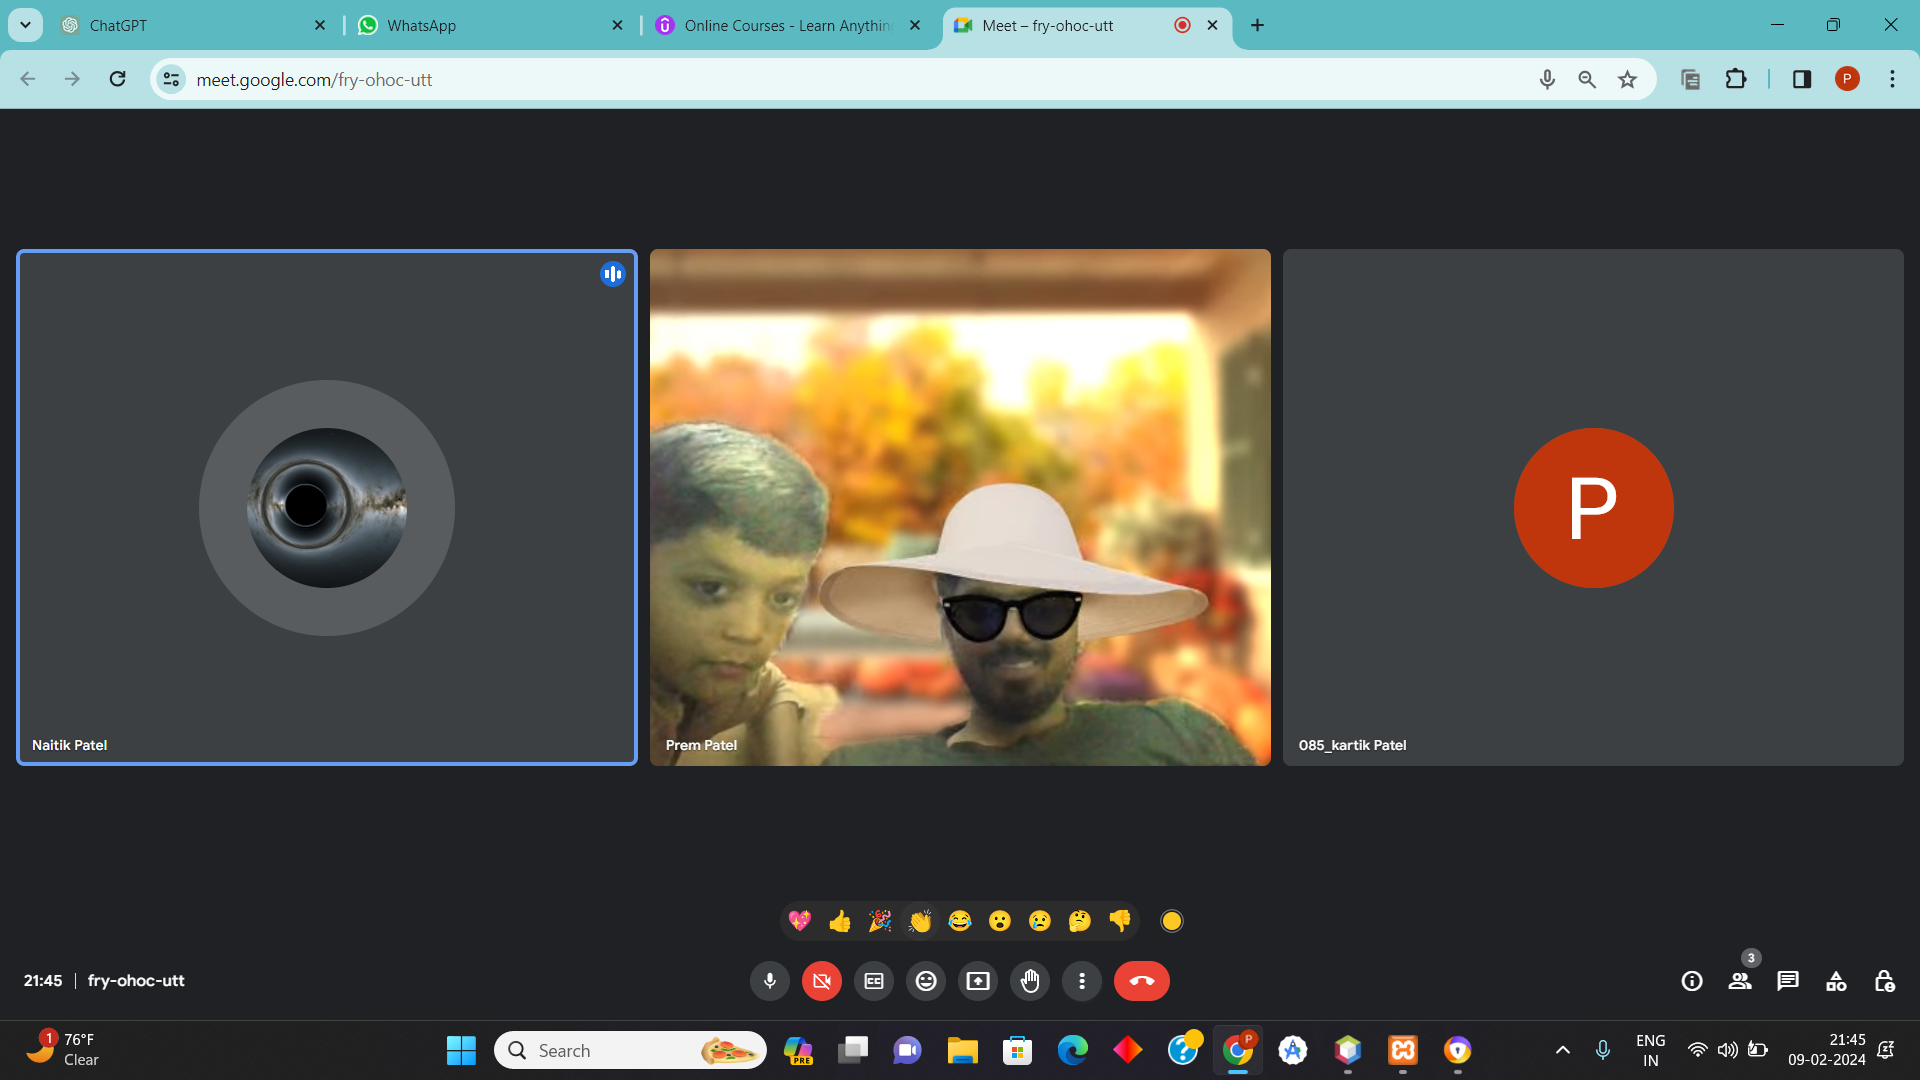 ChatGPT
WhatsApp
Online Courses - Learn Anythin
Meet – fry-ohoc-utt
meet.google.com/fry-ohoc-utt
P
P
Naitik Patel
Prem Patel
085_kartik Patel
3
21:45 | fry-ohoc-utt
CC
1
76°F
Clear
Search
PRE
P
ENG
IN
21:45
09-02-2024